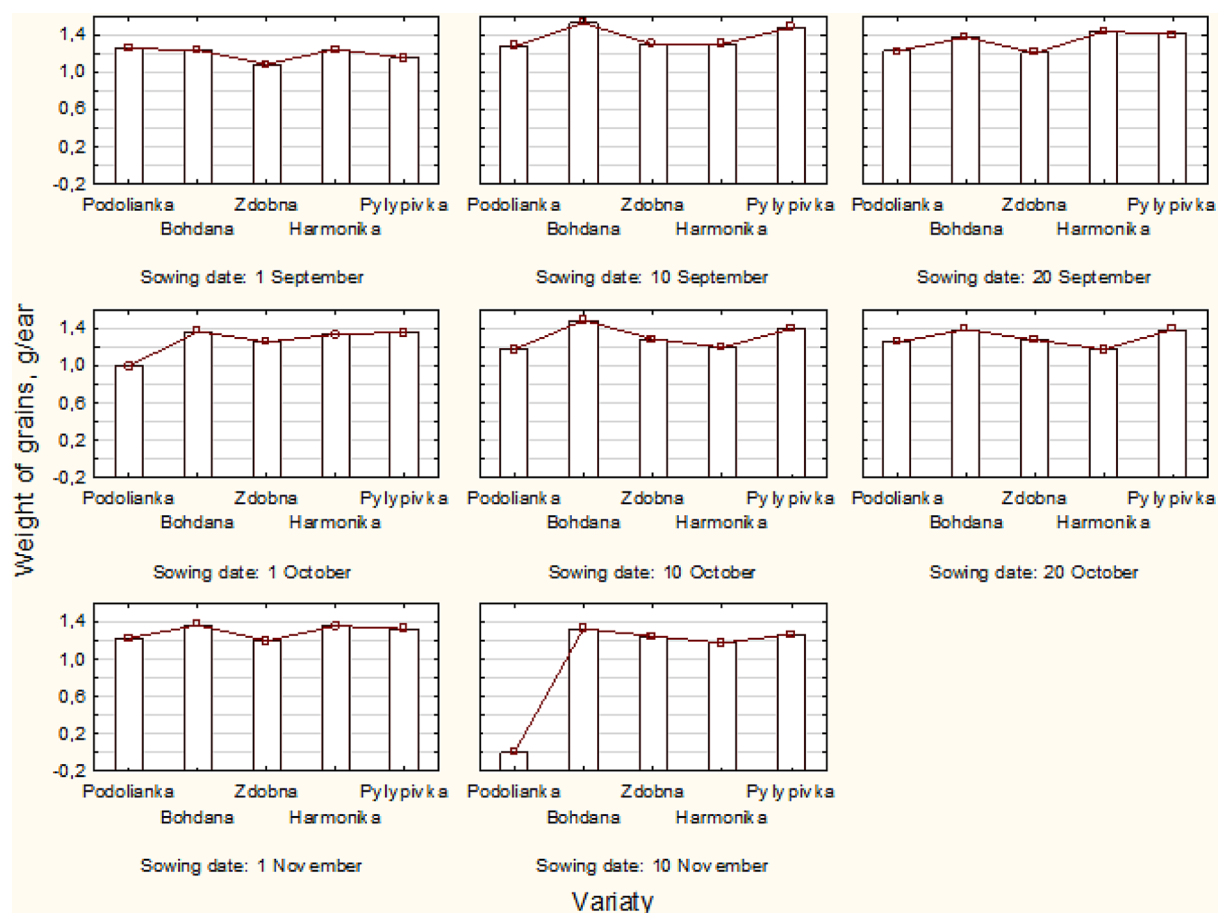 Weight of grains, g/ear
1.4
1,0
0,6
0,2
-0,2
Podolianka Zdobna Pylypivka
Bohdana Harmonika
Sowing date: 1 September
Podolianka Zdobna Pylypivka
Bohdana Harmonika
Sowing date: 10 September
Podolianka Zdobna Pylypivka
Bohdana Harmonika
Sowing date: 20 September
1.4
1,0
0,6
0,2
-0,2
Podolianka Zdobna Pylypivka
Bohdana Harmonika
Sowing date: 1 October
Podolianka Zdobna Pylypivka
Bohdana Harmonika
Sowing date: 10 October
Podolianka Zdobna Pylypivka
Bohdana Harmonika
Sowing date: 20 October
1.4
1,0
0,6
0,2
-0,2
Podolianka Zdobna Pylypivka
Bohdana Harmonika
Sowing date: 1 November
Podolianka Zdobna Pylypivka
Bohdana Harmonika
Sowing date: 10 November
Variaty